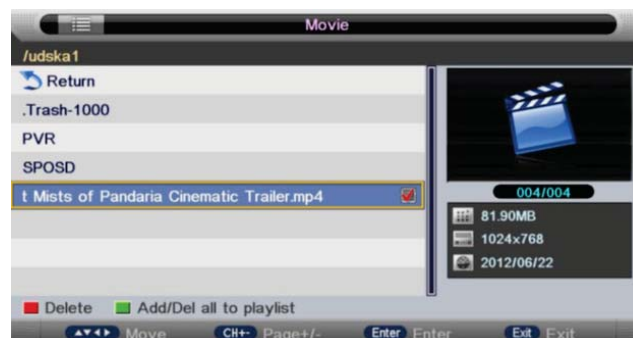 Movie
/udska1
Return
.Trash-1000
PVR
SPOSD
t Mists of Pandaria Cinematic Trailer.mp4
004/004
81.90MB
1024x768
2012/06/22
Delete Add/Del all to playlist
▲▼◄► Move CH+- Page+/- Enter Enter Exit Exit